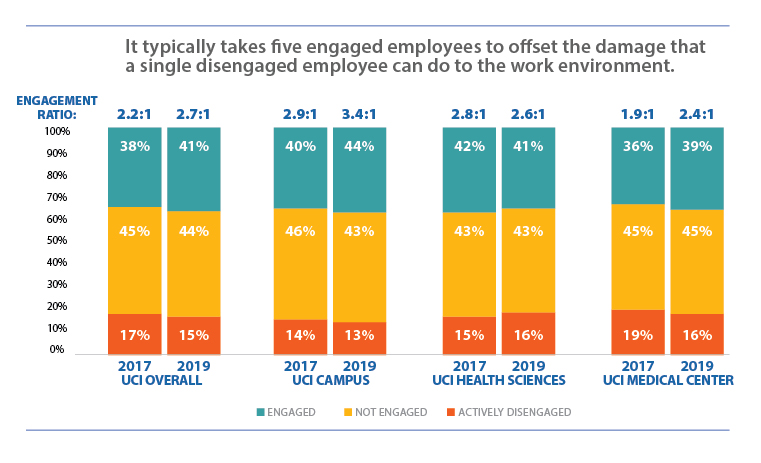 It typically takes five engaged employees to offset the damage that
a single disengaged employee can do to the work environment.
ENGAGEMENT
RATIO: 2.2:1 2.7:1 2.9:1 3.4:1 2.8:1 2.6:1 1.9:1 2.4:1
100%
90%
80%
70%
60%
50%
40%
30%
20%
10%
0%
38% 41% 40% 44% 42% 41% 36% 39%
45% 44% 46% 43% 43% 43% 45% 45%
17% 15% 14% 13% 15% 16% 19% 16%
2017 2019 2017 2019 2017 2019 2017 2019
UCI OVERALL UCI CAMPUS UCI HEALTH SCIENCES UCI MEDICAL CENTER
ENGAGED NOT ENGAGED ACTIVELY DISENGAGED